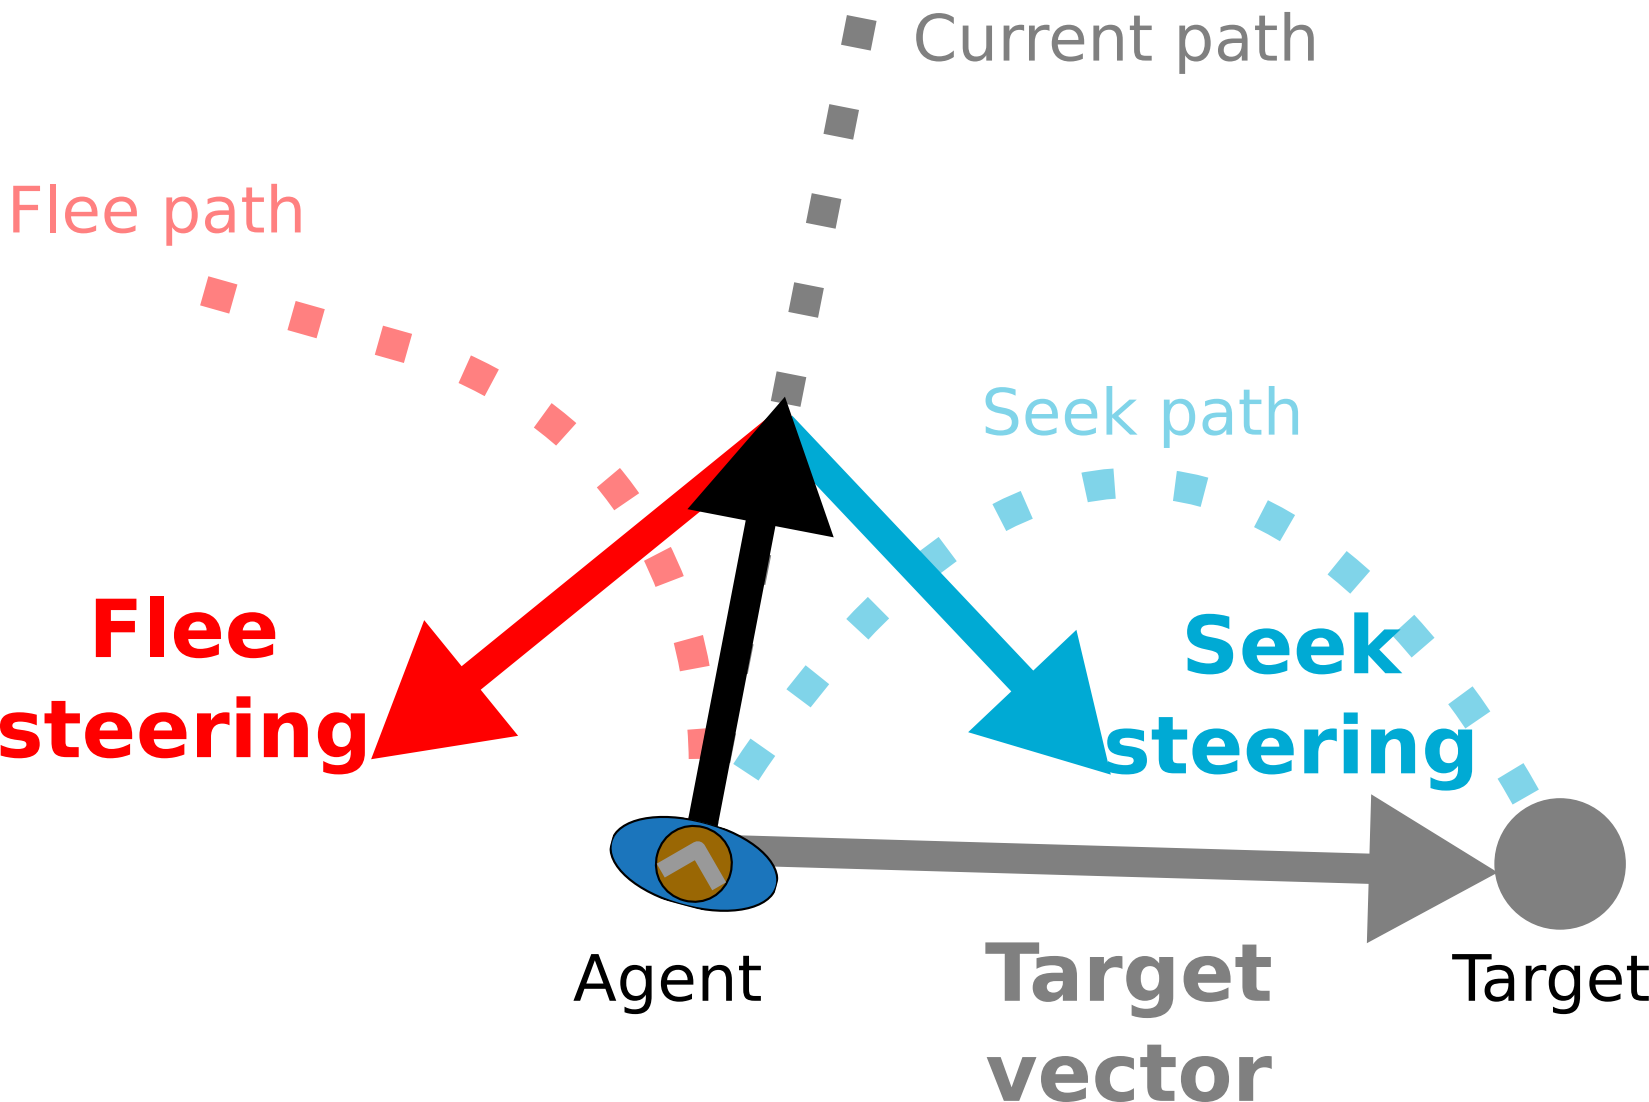 Current path
Flee path
Seek path
Flee
steering
Seek
steering
Agent
Target
vector
Target